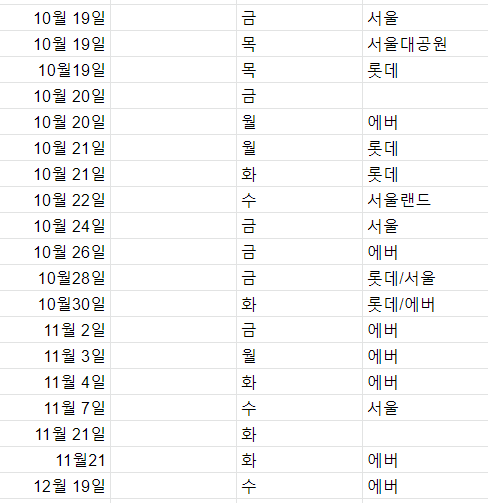 10월 19일 금 서울
10월 19일 목 서울대공원
10월19일 목 롯데
10월 20일 금
10월 20일 월 에버
10월 21일 월 롯데
10월 21일 화 롯데
10월 22일 수 서울랜드
10월 24일 금 서울
10월 26일 금 에버
10월28일 금 롯데/서울
10월30일 화 롯데/에버
11월 2일 금 에버
11월 3일 월 에버
11월 4일 화 에버
11월 7일 수 서울
11월 21일 화
11월21 화 에버
12월 19일 수 에버